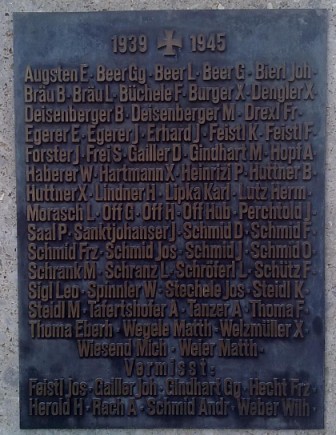 1939 ✠ 1945
Augsten E · Beer Gg · Beer L · Beer G · Bierl Joh ·
Bräu B · Bräu L · Büchele F · Burger X · Dengler X ·
Deisenberger B · Deisenberger M · Drexl Fr ·
Egerer E · Egerer J · Erhard J · Feistl K · Feistl F ·
Forster J · Frei S · Gailler D · Gindhart M · Hopf A
Haberer W · Hartmann X · Heinrizi P · Huttner B ·
Huttner X · Lindner H · Lipka Karl · Lutz Herm ·
Morasch L · Off G · Off H · Off Hub · Perchtold J ·
Saal P · Sanktjohanser J · Schmid D · Schmid F ·
Schmid Frz · Schmid Jos · Schmid J · Schmid O
Schrank M · Schranz L · Schröferl L · Schütz F ·
Sigl Leo · Spinnler W · Stechele Jos · Steidl K ·
Steidl M · Tafertshofer A · Tanzer A · Thoma F ·
Thoma Eberh · Wegele Matth · Welzmüller X ·
Wiesend Mich · Weier Matth ·
Vermisst:
Feistl Jos · Gailler Joh · Gindhart Gg · Hecht Frz ·
Herold H · Rach A · Schmid Andr · Weber Wilh ·